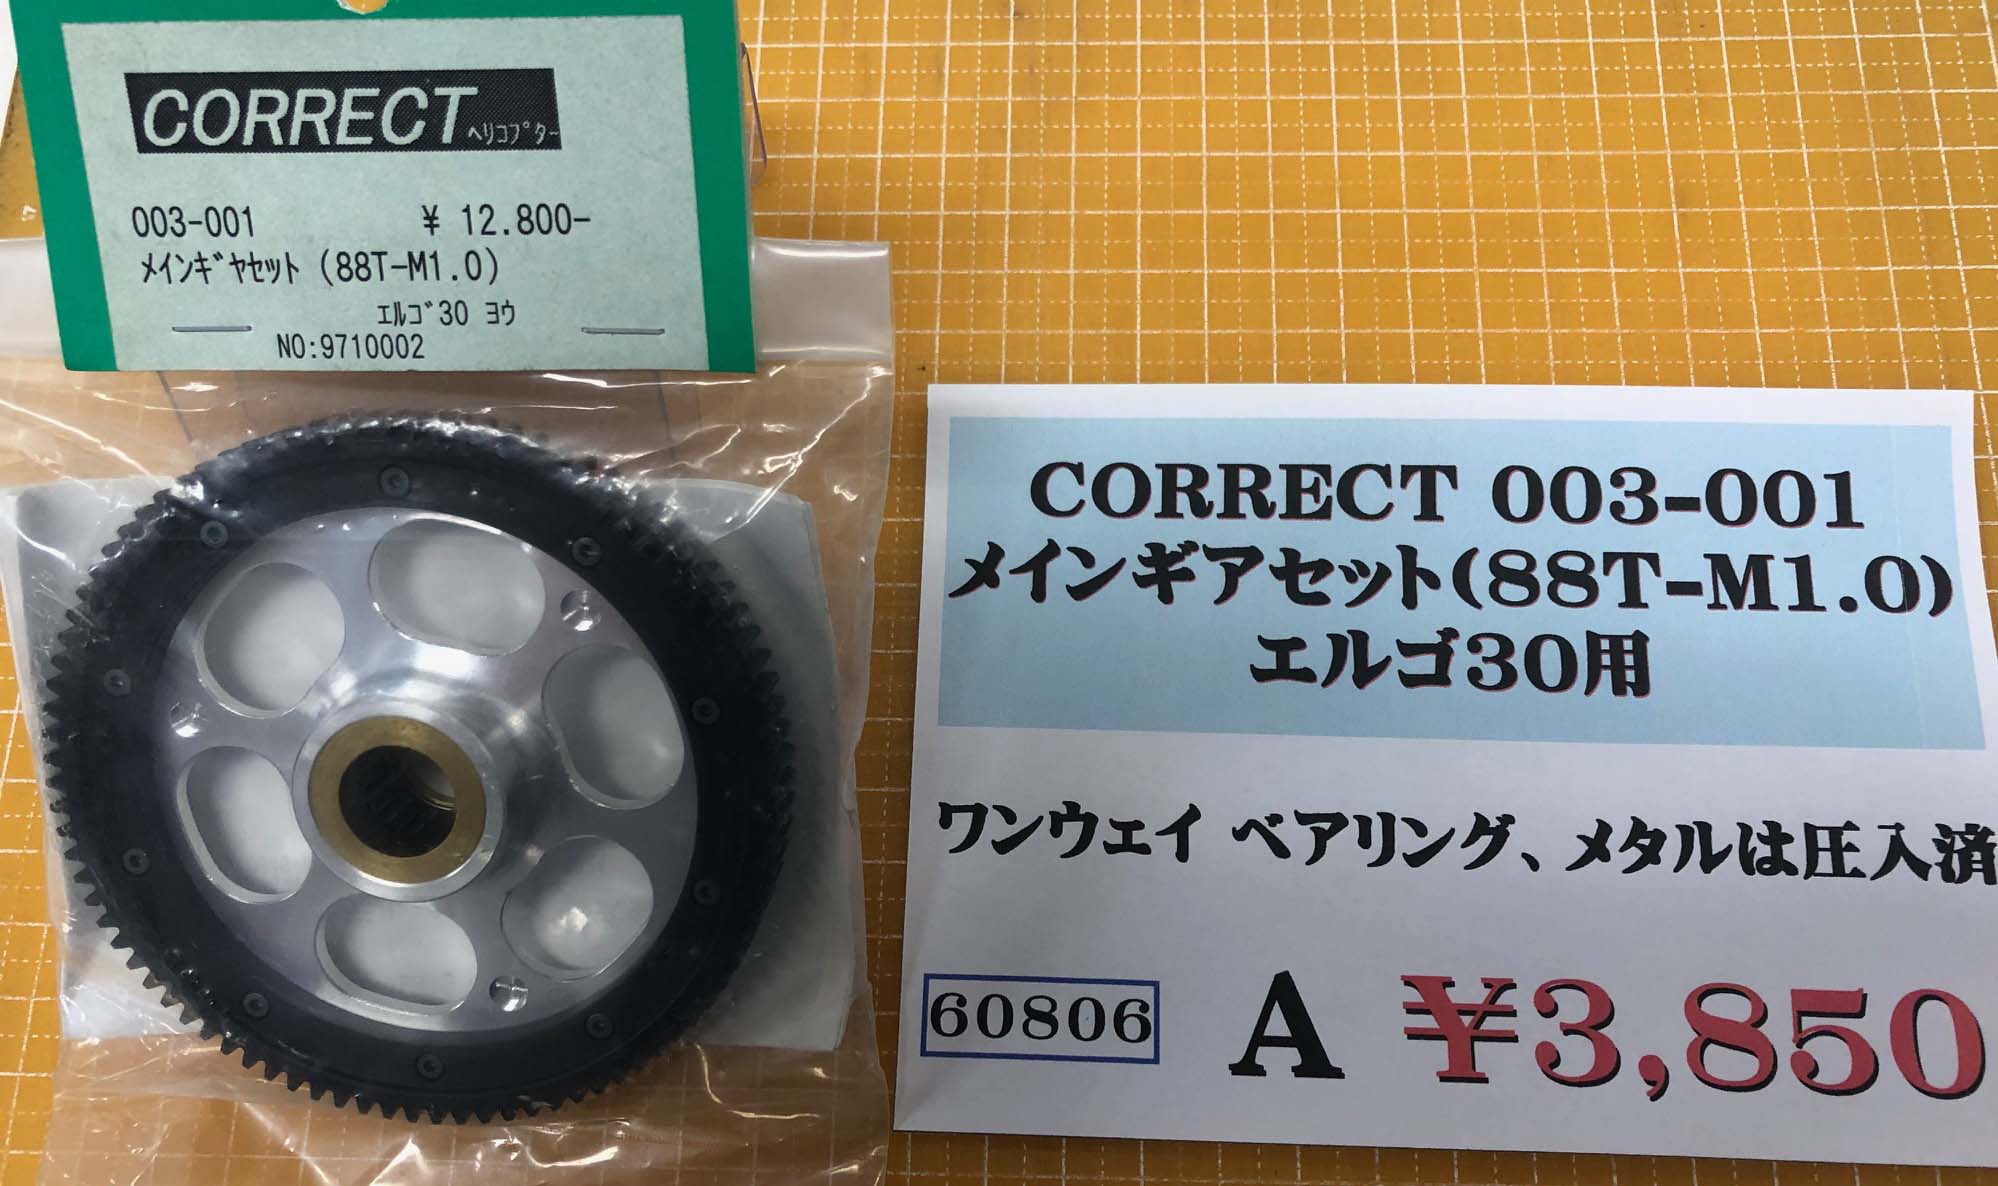 CORRECT ﾍﾘｺﾌﾟﾀｰ
003-001 ¥ 12.800-
ﾒｲﾝｷﾞﾔｾｯﾄ (88T-M1.0)
ｴﾙｺﾞ30 ﾖｳ
NO:9710002
CORRECT 003-001
メインギアセット(88T-M1.0)
エルゴ30用
ワンウェイ ベアリング、メタルは圧入済
60806 A ¥3,850